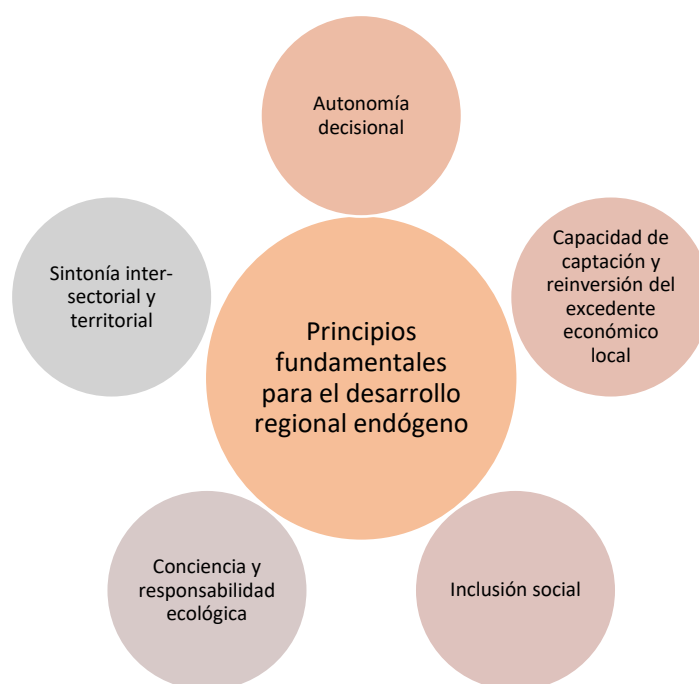 Autonomía
decisional
Capacidad de
captación y
reinversión del
excedente
económico
local
Sintonía inter-
sectorial y
territorial
Principios
fundamentales
para el desarrollo
regional endógeno
Conciencia y
responsabilidad
ecológica
Inclusión social